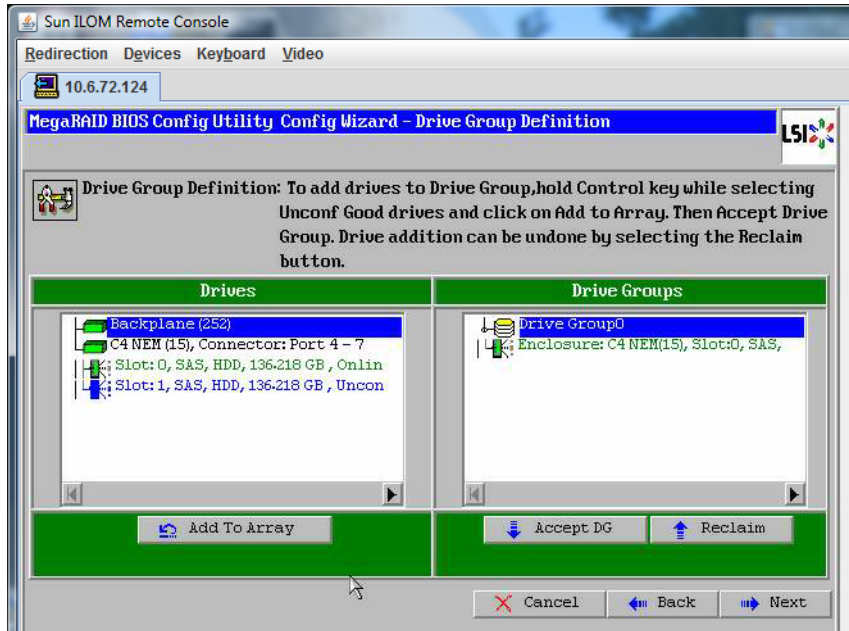 Sun ILOM Remote Console
Redirection Devices Keyboard Video
10.6.72.124
MegaRAID BIOS Config Utility Config Wizard – Drive Group Definition
LSI
Drive Group Definition: To add drives to Drive Group,hold Control key while selecting
Unconf Good drives and click on Add to Array. Then Accept Drive
Group. Drive addition can be undone by selecting the Reclaim
button.
Drives
Drive Groups
Backplane (252)
C4 NEM (15), Connector: Port 4 – 7
Slot: 0, SAS, HDD, 136.218 GB , Onlin
Slot: 1, SAS, HDD, 136.218 GB , Uncon
Drive Group0
Enclosure: C4 NEM(15), Slot:0, SAS,
Add To Array
Accept DG
Reclaim
Cancel
Back
Next